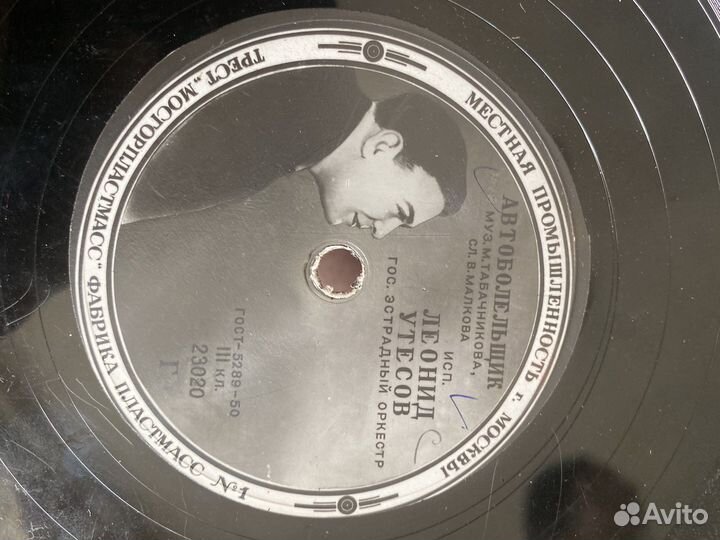 МЕСТНАЯ ПРОМЫШЛЕННОСТЬ г. МОСКВЫ
ТРЕСТ „МОСГОРПЛАСТМАСС" ФАБРИКА ПЛАСТМАСС №1
АВТОБОЛЕЛЬЩИК
МУЗ. М. ТАБАЧНИКОВА,
СЛ. В. МАЛКОВА
ИСП.
ЛЕОНИД
УТЕСОВ
ГОС. ЭСТРАДНЫЙ ОРКЕСТР
ГОСТ-5289-50
III КЛ.
23020
Г
Avito